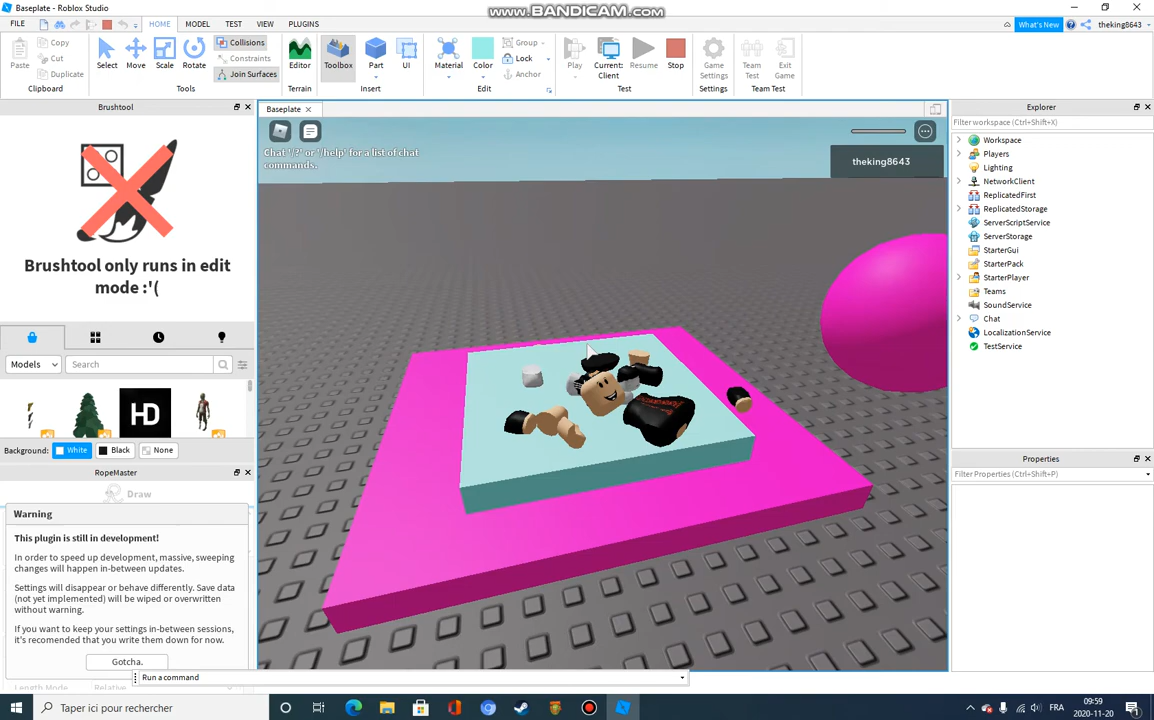 Baseplate - Roblox Studio
www.BANDICAM.com
FILE HOME MODEL TEST VIEW PLUGINS
What's New theking8643
Paste Copy Cut Duplicate
Select Move Scale Rotate
Collisions Constraints Join Surfaces
Editor Toolbox Part UI
Material Color Group Lock Anchor
Play Current: Client Resume Stop
Game Settings Team Test Exit Game
Clipboard Tools Terrain Insert Edit Test Settings Team Test
Brushtool
Brushtool only runs in edit
mode :'(
Models Search
HD
Background: White Black None
RopeMaster
Draw
Warning
This plugin is still in development!
In order to speed up development, massive, sweeping
changes will happen in-between updates.
Settings will disappear or behave differently. Save data
(not yet implemented) will be wiped or overwritten
without warning.
If you want to keep your settings in-between sessions,
it's recomended that you write them down for now.
Gotcha.
Length Mode Relative
Baseplate
Chat '/?' or '/help' for a list of chat
commands.
theking8643
Run a command
Explorer
Filter workspace (Ctrl+Shift+X)
Workspace
Players
Lighting
NetworkClient
ReplicatedFirst
ReplicatedStorage
ServerScriptService
ServerStorage
StarterGui
StarterPack
StarterPlayer
Teams
SoundService
Chat
LocalizationService
TestService
Properties
Filter Properties (Ctrl+Shift+P)
Taper ici pour rechercher
FRA
09:59
2020-11-20
1